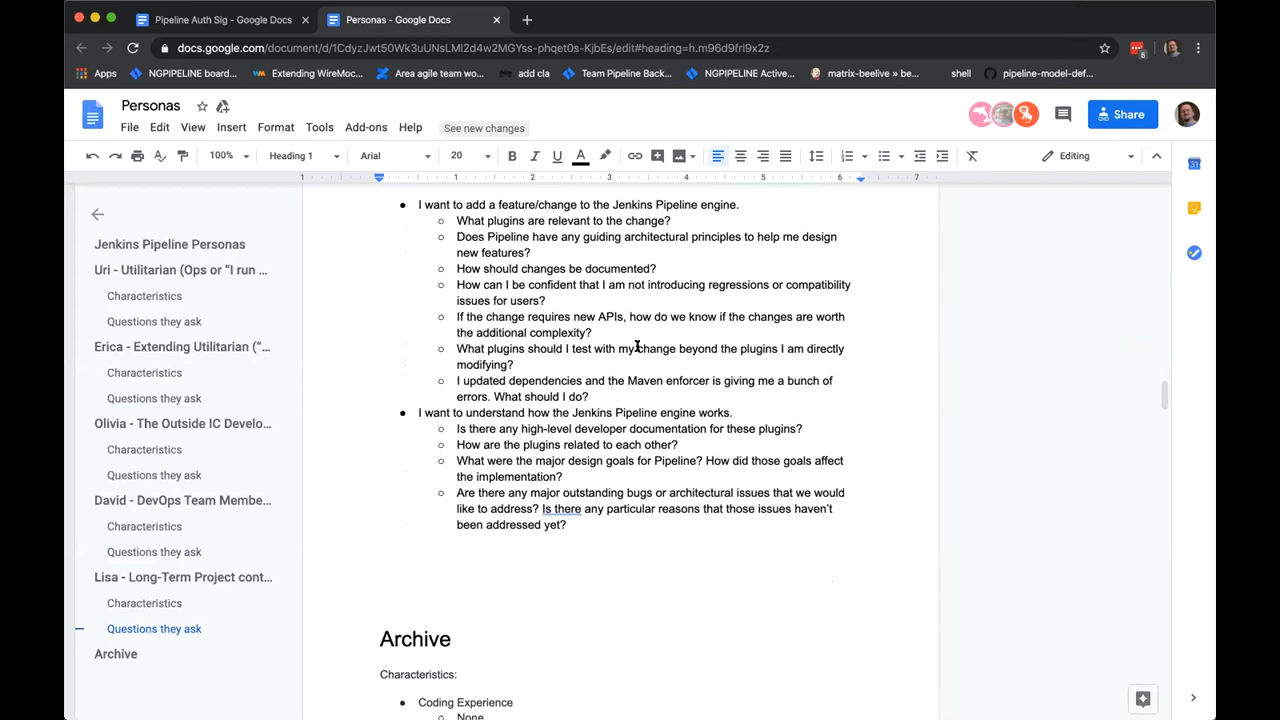 Pipeline Auth Sig - Google Docs
Personas - Google Docs
docs.google.com/document/d/1CdyzJwt50Wk3uUNsLMl2d4w2MGYss-phqet0s-KjbEs/edit#heading=h.m96d9frl9x2z
6
Apps
NGPIPELINE board...
Extending WireMoc...
Area agile team wo...
add cla
Team Pipeline Back...
NGPIPELINE Active...
matrix-beelive » be...
shell
pipeline-model-def...
Personas
File Edit View Insert Format Tools Add-ons Help See new changes
Share
100% Heading 1 Arial 20 B I U A Editing
1 1 2 3 4 5 6 7
31
Jenkins Pipeline Personas
Uri - Utilitarian (Ops or “I run ...
Characteristics
Questions they ask
Erica - Extending Utilitarian (“...
Characteristics
Questions they ask
Olivia - The Outside IC Develo...
Characteristics
Questions they ask
David - DevOps Team Membe...
Characteristics
Questions they ask
Lisa - Long-Term Project cont...
Characteristics
Questions they ask
Archive
● I want to add a feature/change to the Jenkins Pipeline engine.
○ What plugins are relevant to the change?
○ Does Pipeline have any guiding architectural principles to help me design
new features?
○ How should changes be documented?
○ How can I be confident that I am not introducing regressions or compatibility
issues for users?
○ If the change requires new APIs, how do we know if the changes are worth
the additional complexity?
○ What plugins should I test with my change beyond the plugins I am directly
modifying?
○ I updated dependencies and the Maven enforcer is giving me a bunch of
errors. What should I do?
● I want to understand how the Jenkins Pipeline engine works.
○ Is there any high-level developer documentation for these plugins?
○ How are the plugins related to each other?
○ What were the major design goals for Pipeline? How did those goals affect
the implementation?
○ Are there any major outstanding bugs or architectural issues that we would
like to address? Is there any particular reasons that those issues haven’t
been addressed yet?
Archive
Characteristics:
● Coding Experience
○ None